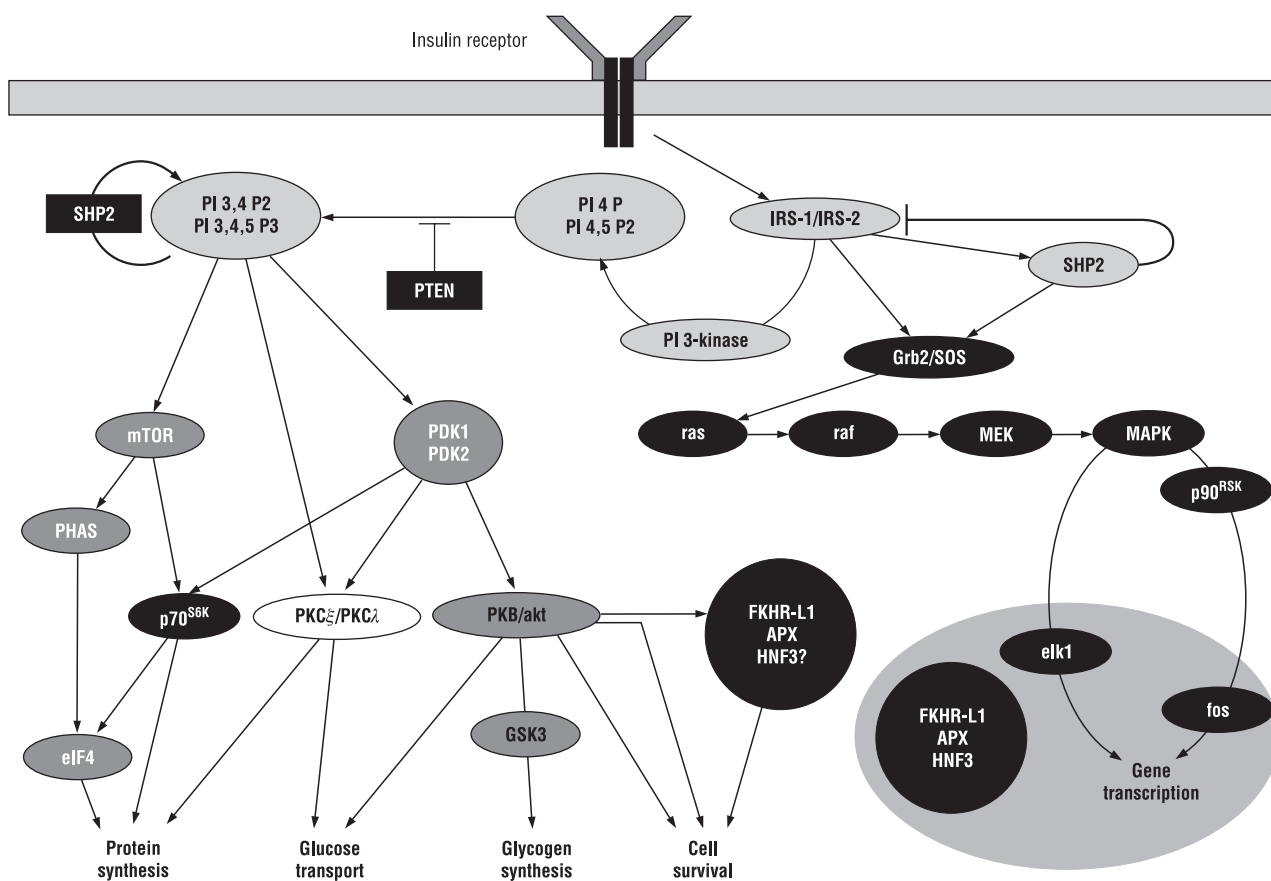 Insulin receptor
SHP2
PI 3,4 P2
PI 3,4,5 P3
PI 4 P
PI 4,5 P2
IRS-1/IRS-2
SHP2
PTEN
PI 3-kinase
Grb2/SOS
mTOR
PDK1
PDK2
ras
raf
MEK
MAPK
p90RSK
PHAS
p70S6K
PKCξ/PKCλ
PKB/akt
FKHR-L1
APX
HNF3?
elk1
fos
FKHR-L1
APX
HNF3
GSK3
eIF4
Gene
transcription
Protein
synthesis
Glucose
transport
Glycogen
synthesis
Cell
survival